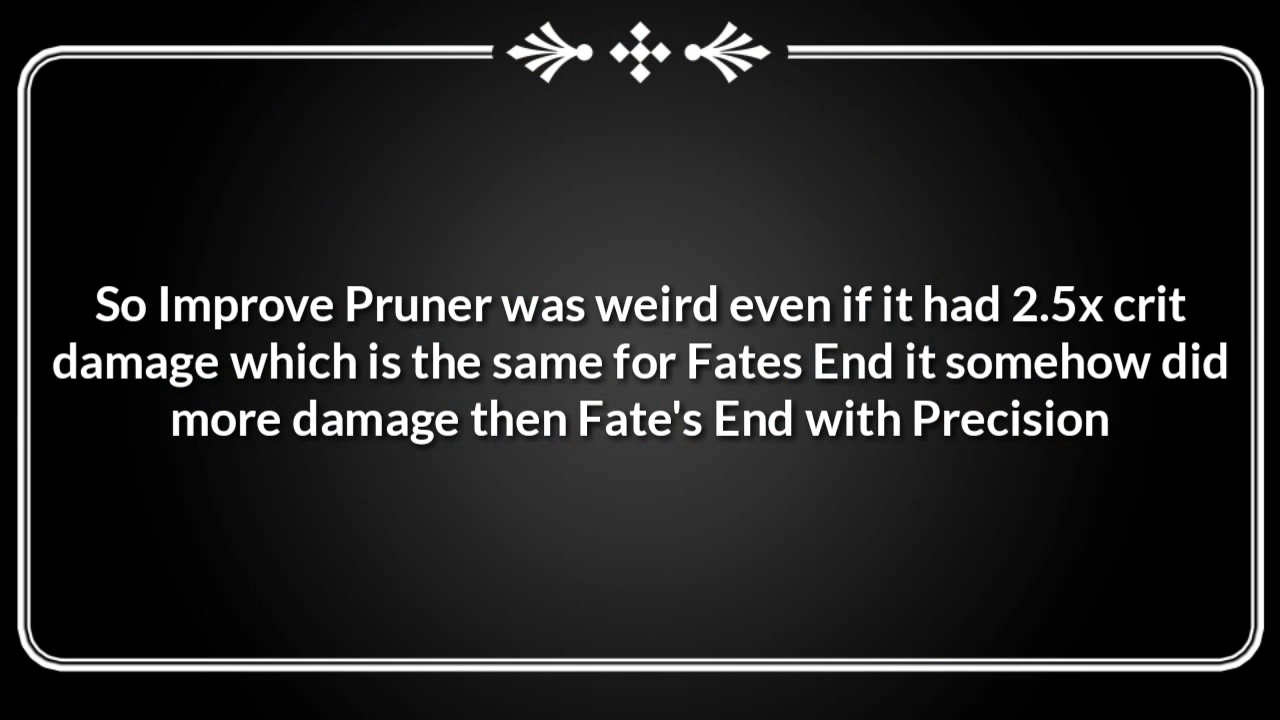 So Improve Pruner was weird even if it had 2.5x crit
damage which is the same for Fates End it somehow did
more damage then Fate's End with Precision